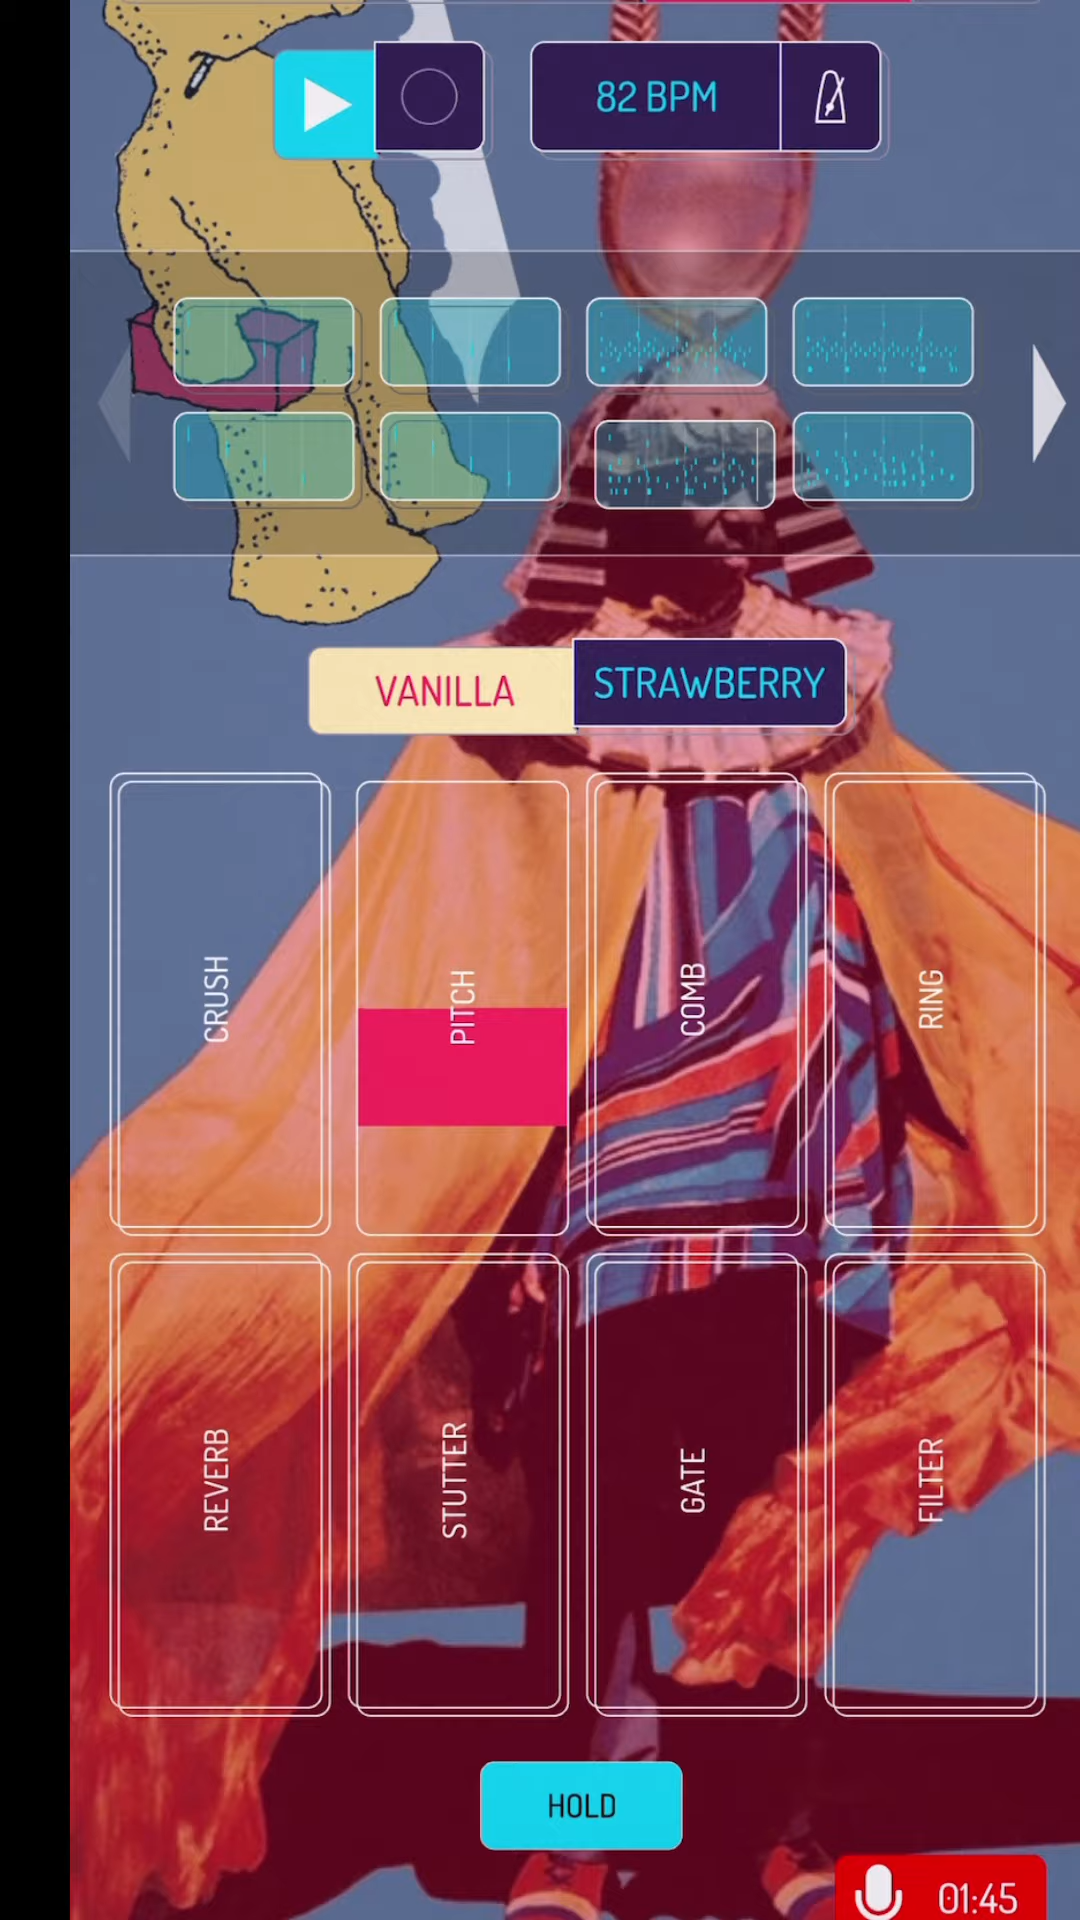 82 BPM
VANILLA
STRAWBERRY
CRUSH
PITCH
COMB
RING
REVERB
STUTTER
GATE
FILTER
HOLD
01:45